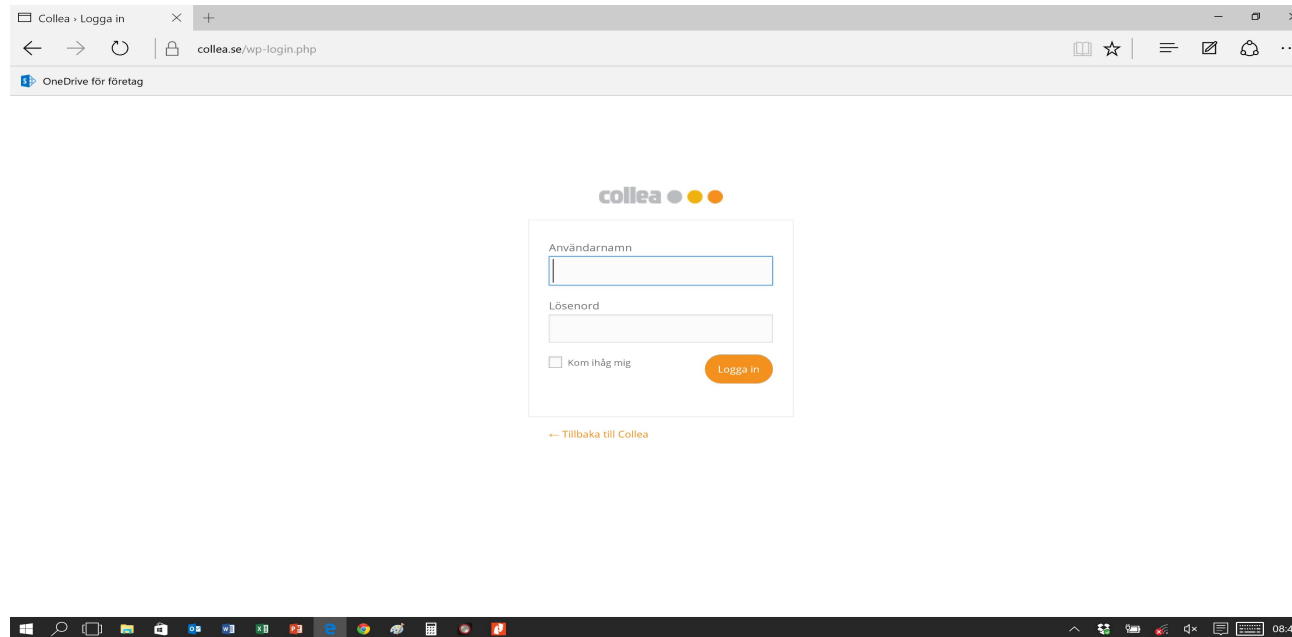 Collea › Logga in
collea.se/wp-login.php
OneDrive för företag
collea
Användarnamn
Lösenord
Kom ihåg mig
Logga in
← Tillbaka till Collea